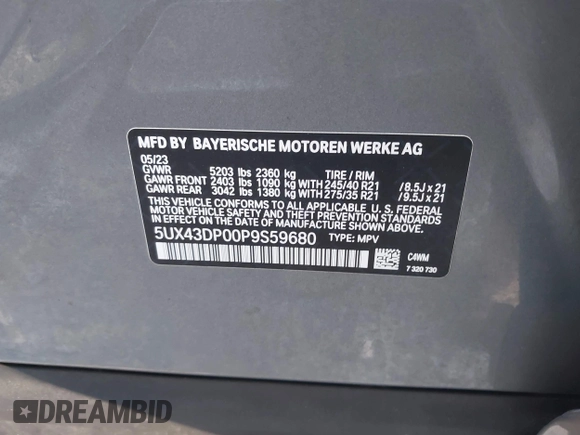 MFD BY BAYERISCHE MOTOREN WERKE AG
05/23
GVWR 5203 lbs 2360 kg TIRE / RIM
GAWR FRONT 2403 lbs 1090 kg WITH 245/40 R21 /8.5J x 21
GAWR REAR 3042 lbs 1380 kg WITH 275/35 R21 /9.5J x 21
THIS VEHICLE CONFORMS TO ALL APPLICABLE U.S. FEDERAL
MOTOR VEHICLE SAFETY AND THEFT PREVENTION STANDARDS
IN EFFECT ON THE DATE OF MANUFACTURE SHOWN ABOVE.
5UX43DP00P9S59680 TYPE: MPV
C4WM
7 320 730
DREAMBID